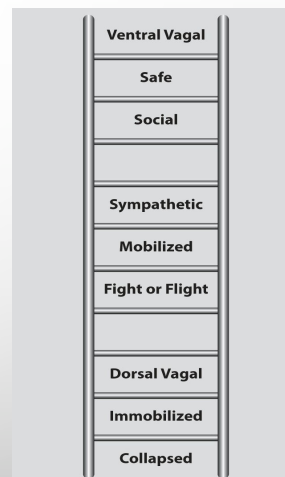 Ventral Vagal
Safe
Social
Sympathetic
Mobilized
Fight or Flight
Dorsal Vagal
Immobilized
Collapsed